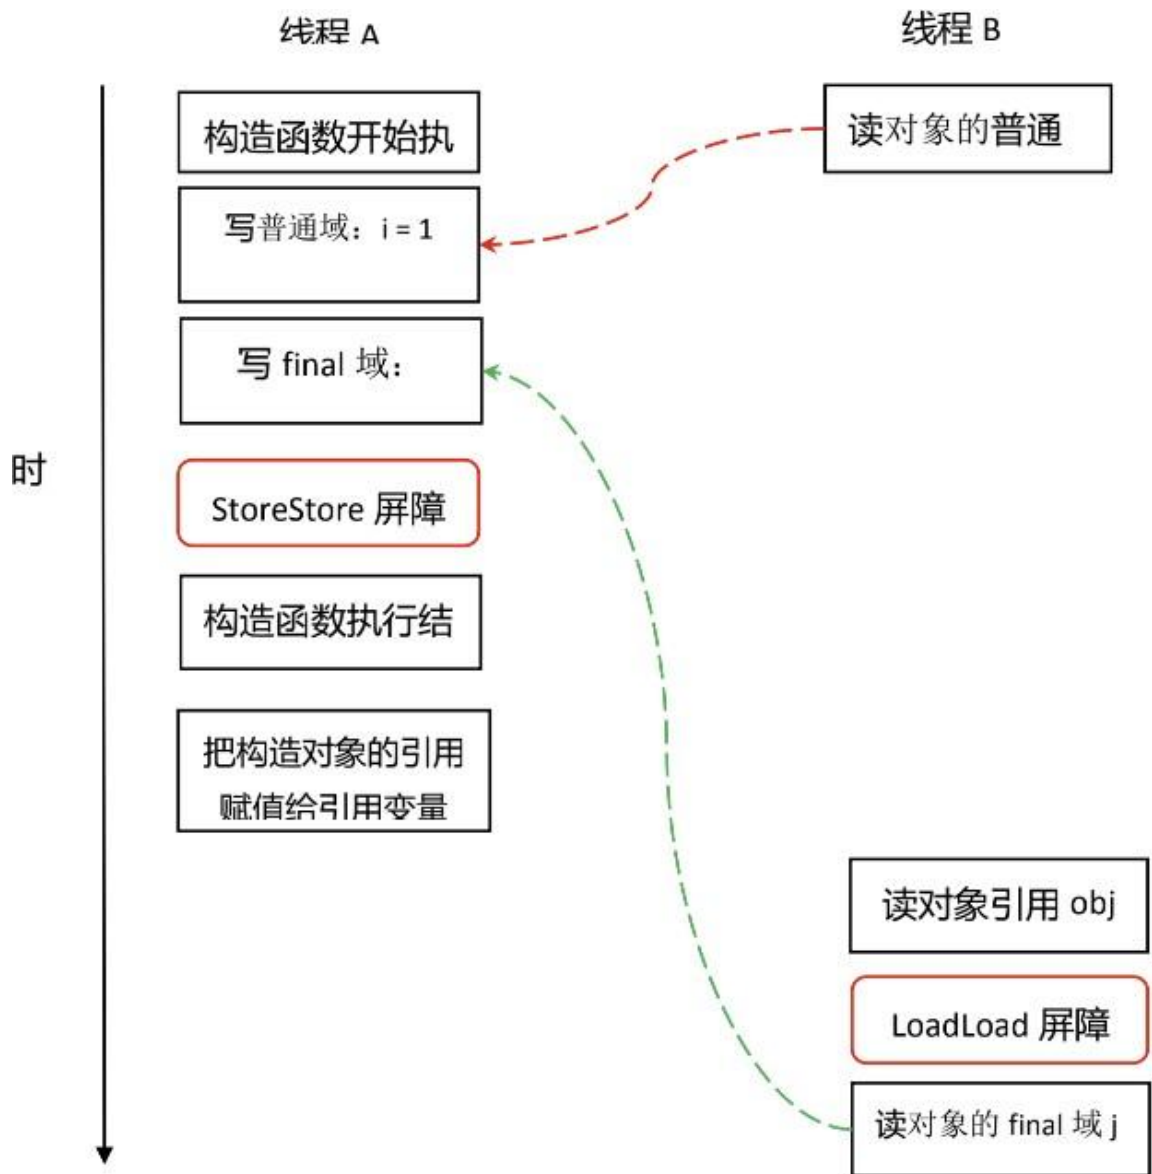 线程 A
线程 B
构造函数开始执
读对象的普通
写普通域：i = 1
写 final 域：
时
StoreStore 屏障
构造函数执行结
把构造对象的引用
赋值给引用变量
读对象引用 obj
LoadLoad 屏障
读对象的 final 域 j